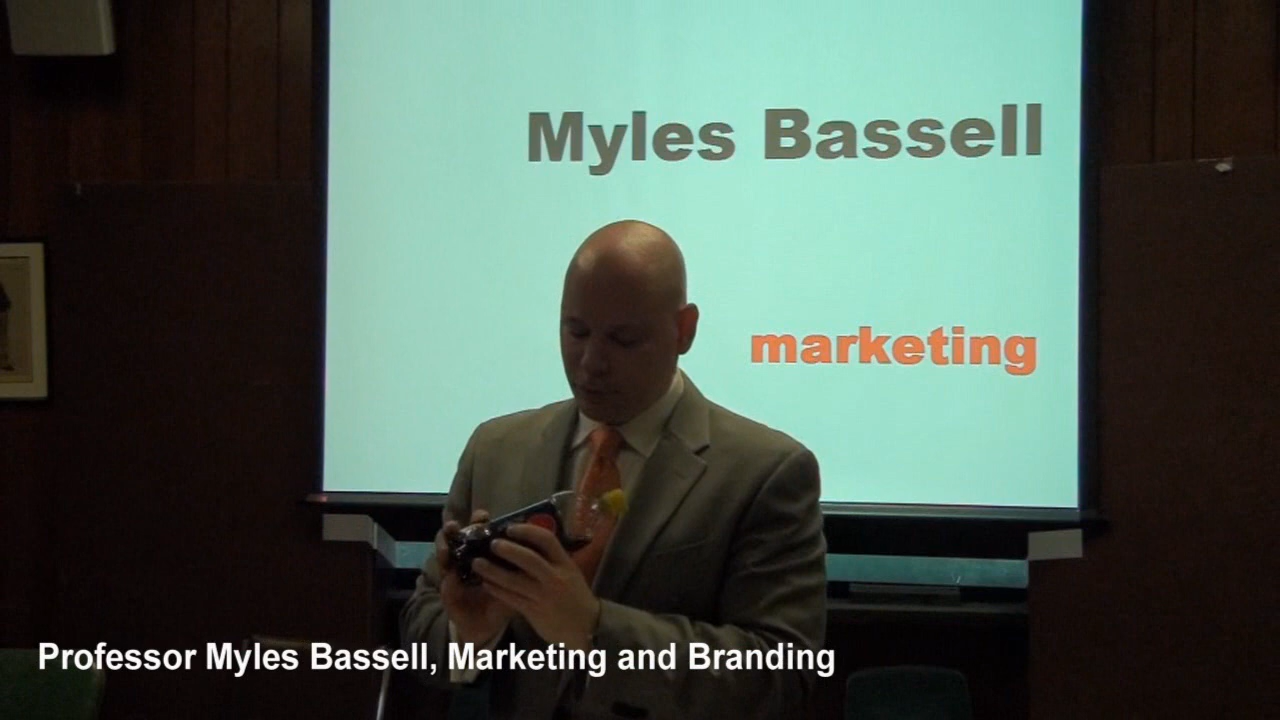 Myles Bassell
marketing
Professor Myles Bassell, Marketing and Branding